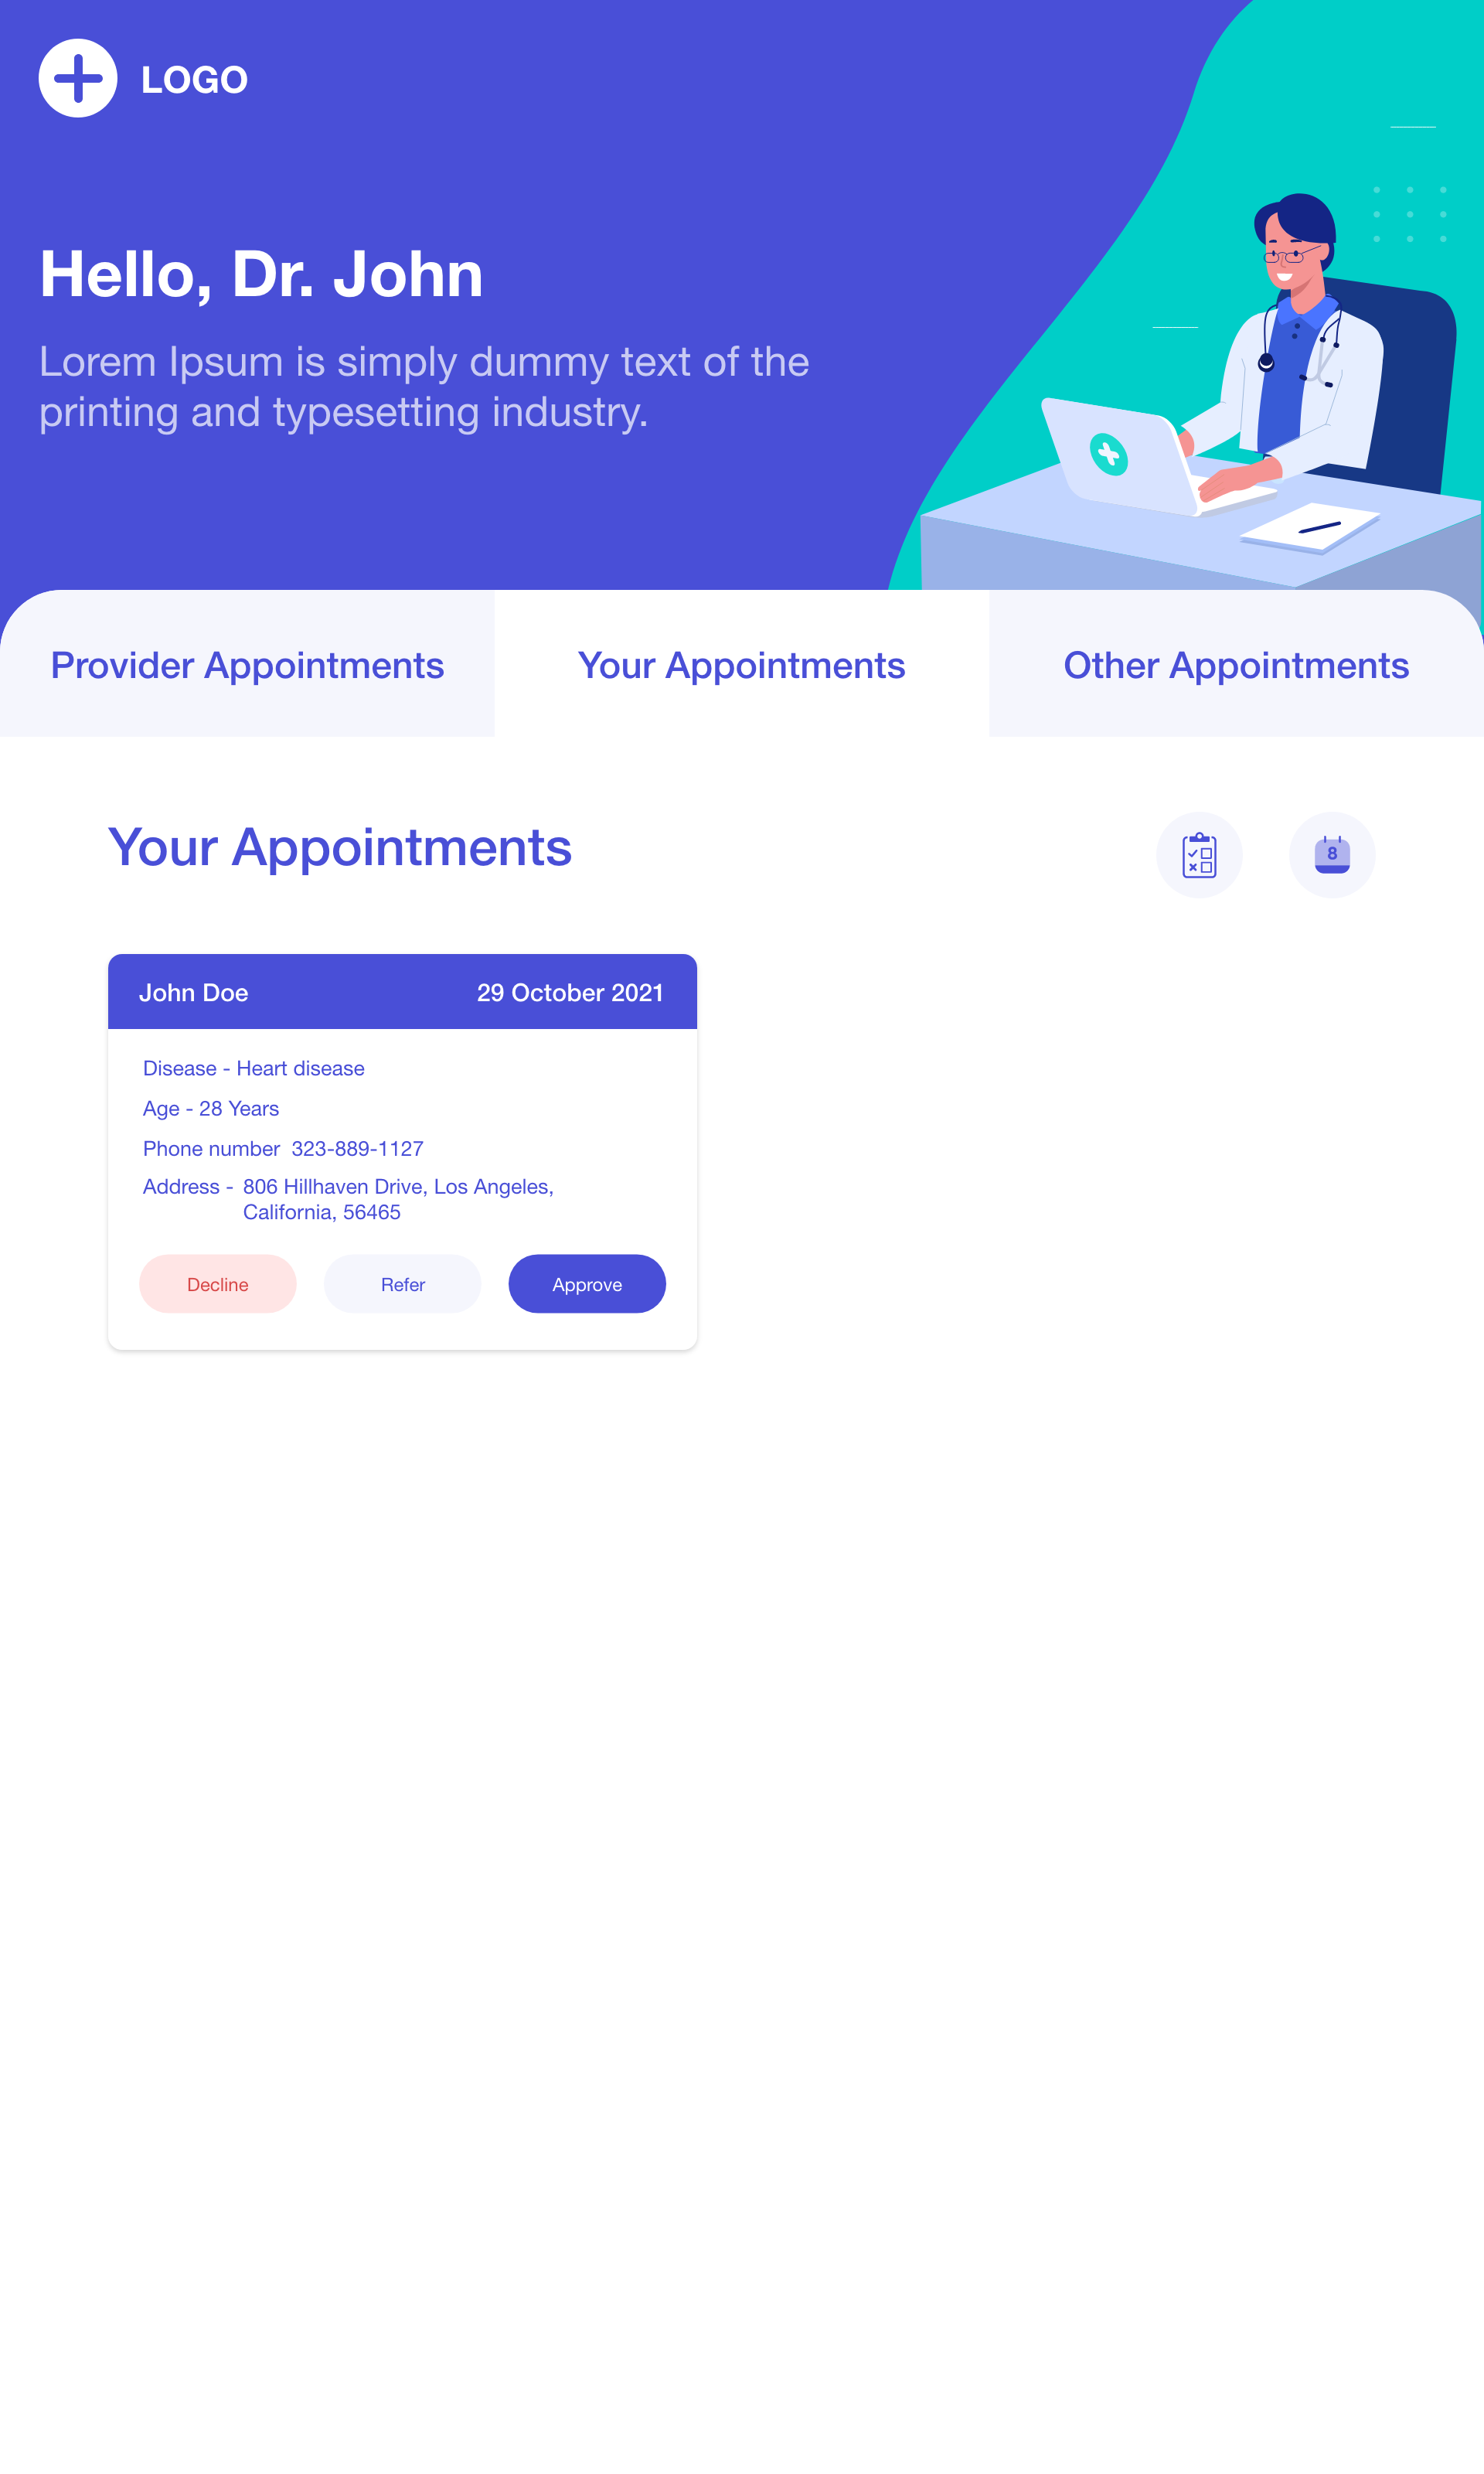 LOGO
Hello, Dr. John
Lorem Ipsum is simply dummy text of the
printing and typesetting industry.
Provider Appointments
Your Appointments
Other Appointments
Your Appointments
8
John Doe
29 October 2021
Disease - Heart disease
Age - 28 Years
Phone number 323-889-1127
Address - 806 Hillhaven Drive, Los Angeles,
California, 56465
Decline
Refer
Approve